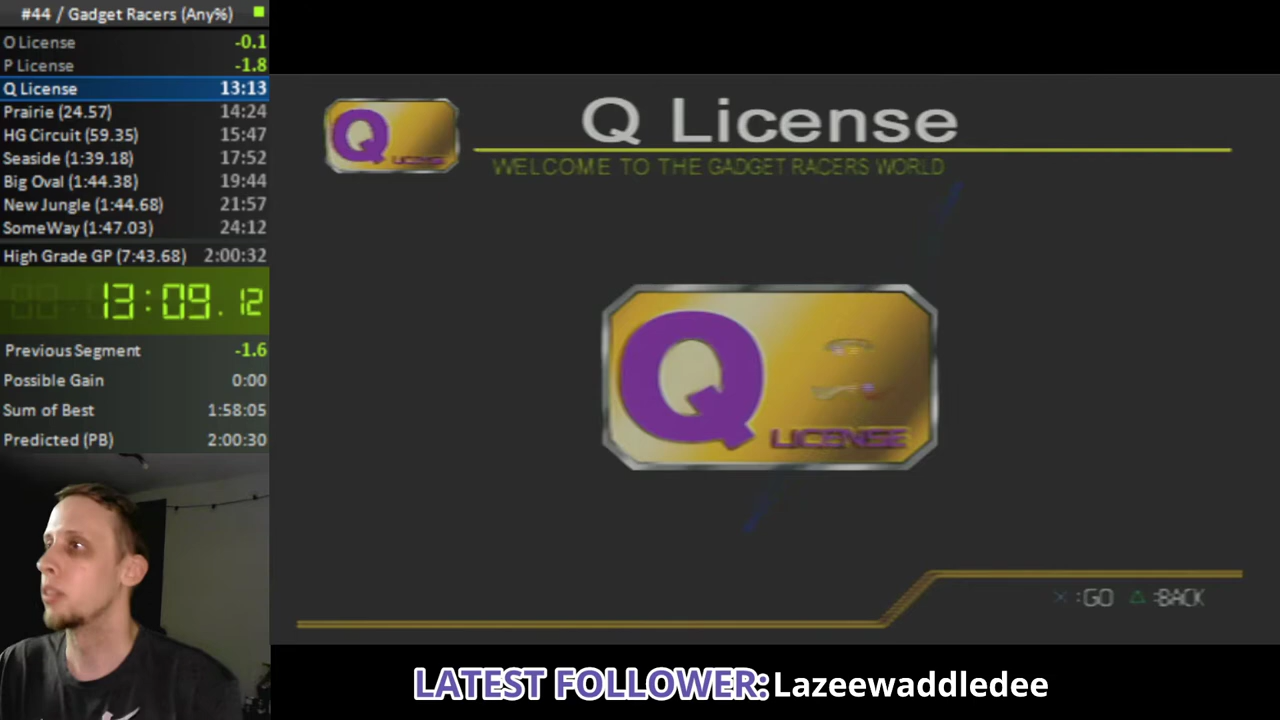 #44 / Gadget Racers (Any%)
O License -0.1
P License -1.8
Q License 13:13
Prairie (24.57) 14:24
HG Circuit (59.35) 15:47
Seaside (1:39.18) 17:52
Big Oval (1:44.38) 19:44
New Jungle (1:44.68) 21:57
SomeWay (1:47.03) 24:12
High Grade GP (7:43.68) 2:00:32
13:09.12
Previous Segment -1.6
Possible Gain 0:00
Sum of Best 1:58:05
Predicted (PB) 2:00:30
Q License
Q
WELCOME TO THE GADGET RACERS WORLD
Q
LICENSE
× :GO △ :BACK
LATEST FOLLOWER: Lazeewaddledee